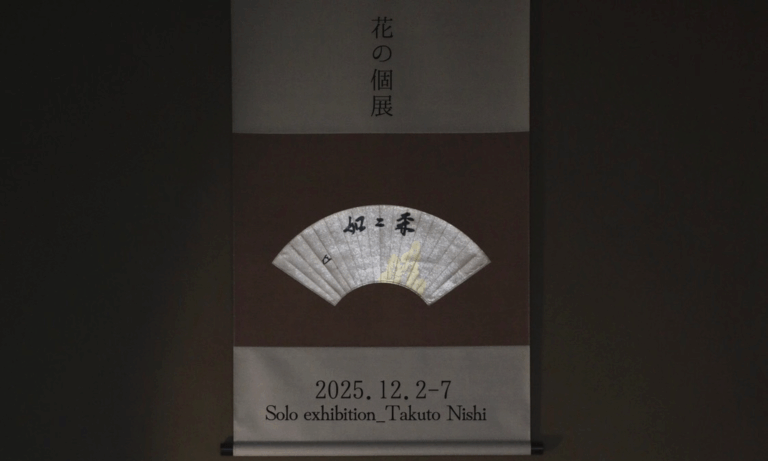 花の個展
2025.12.2-7
Solo exhibition_Takuto Nishi